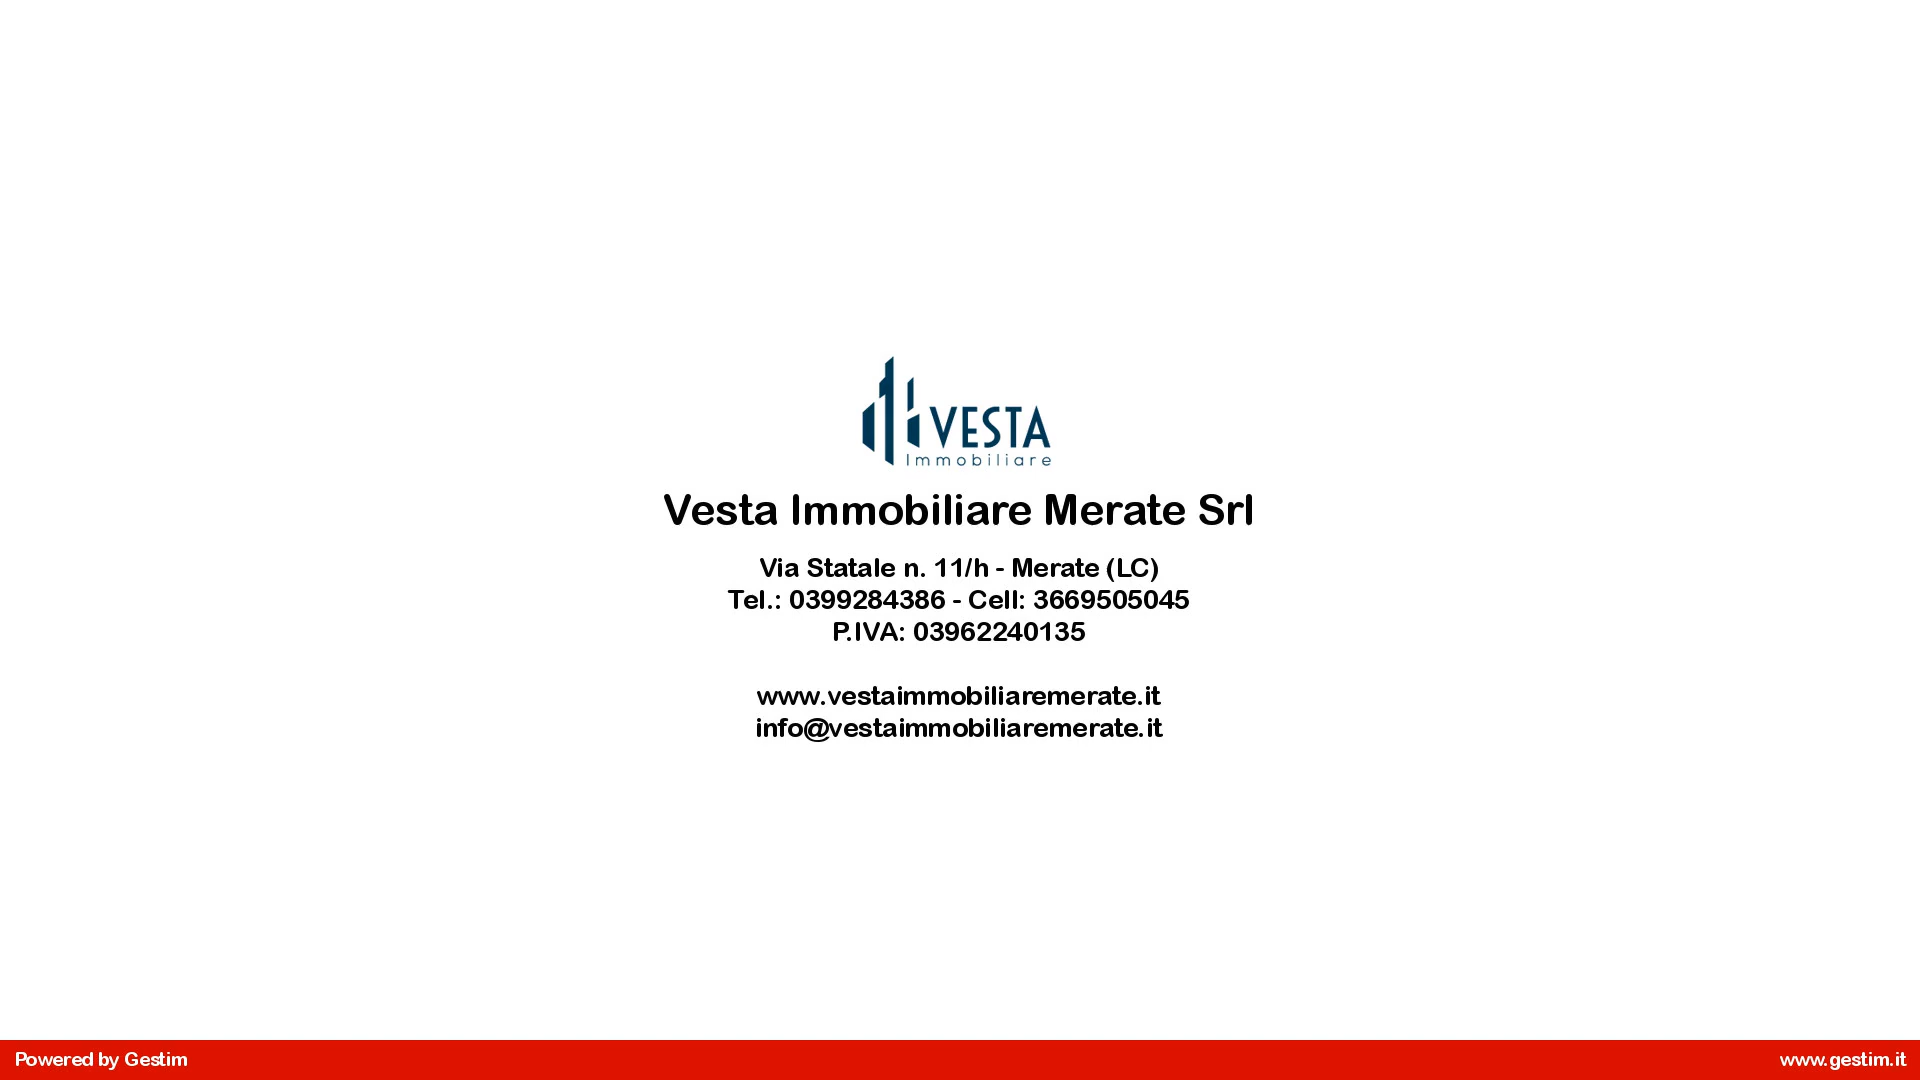 VESTA
Immobiliare
Vesta Immobiliare Merate Srl
Via Statale n. 11/h - Merate (LC)
Tel.: 0399284386 - Cell: 3669505045
P.IVA: 03962240135
www.vestaimmobiliaremerate.it
info@vestaimmobiliaremerate.it
Powered by Gestim
www.gestim.it